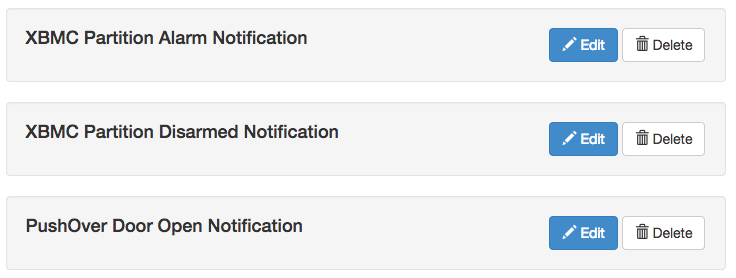 XBMC Partition Alarm Notification Edit Delete
XBMC Partition Disarmed Notification Edit Delete
PushOver Door Open Notification Edit Delete